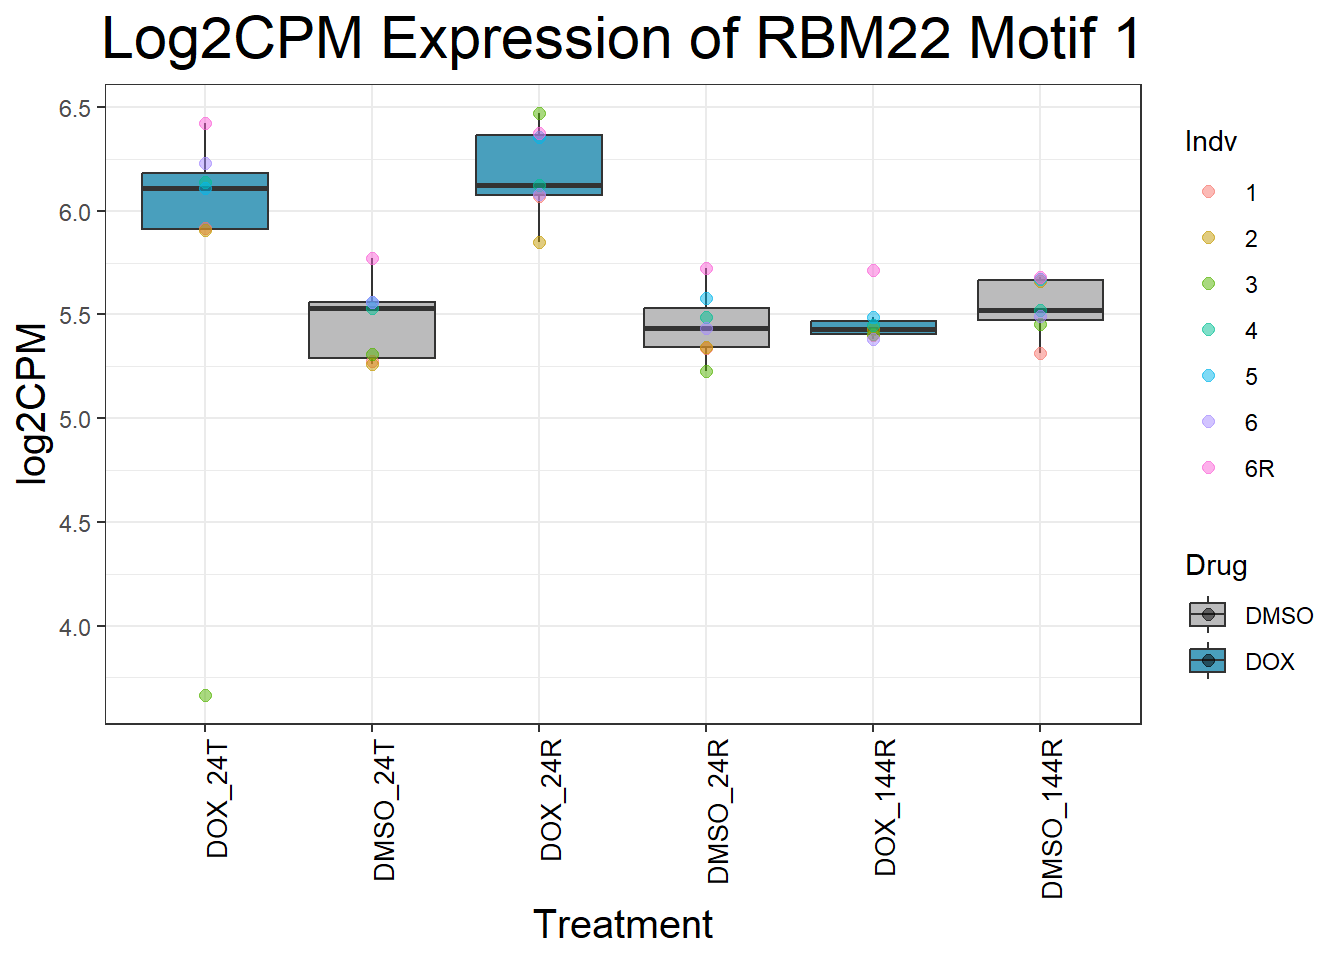 Log2CPM Expression of RBM22 Motif 1
log2CPM
6.5
6.0
5.5
5.0
4.5
4.0
DOX_24T
DMSO_24T
DOX_24R
DMSO_24R
DOX_144R
DMSO_144R
Treatment
Indv
1
2
3
4
5
6
6R
Drug
DMSO
DOX